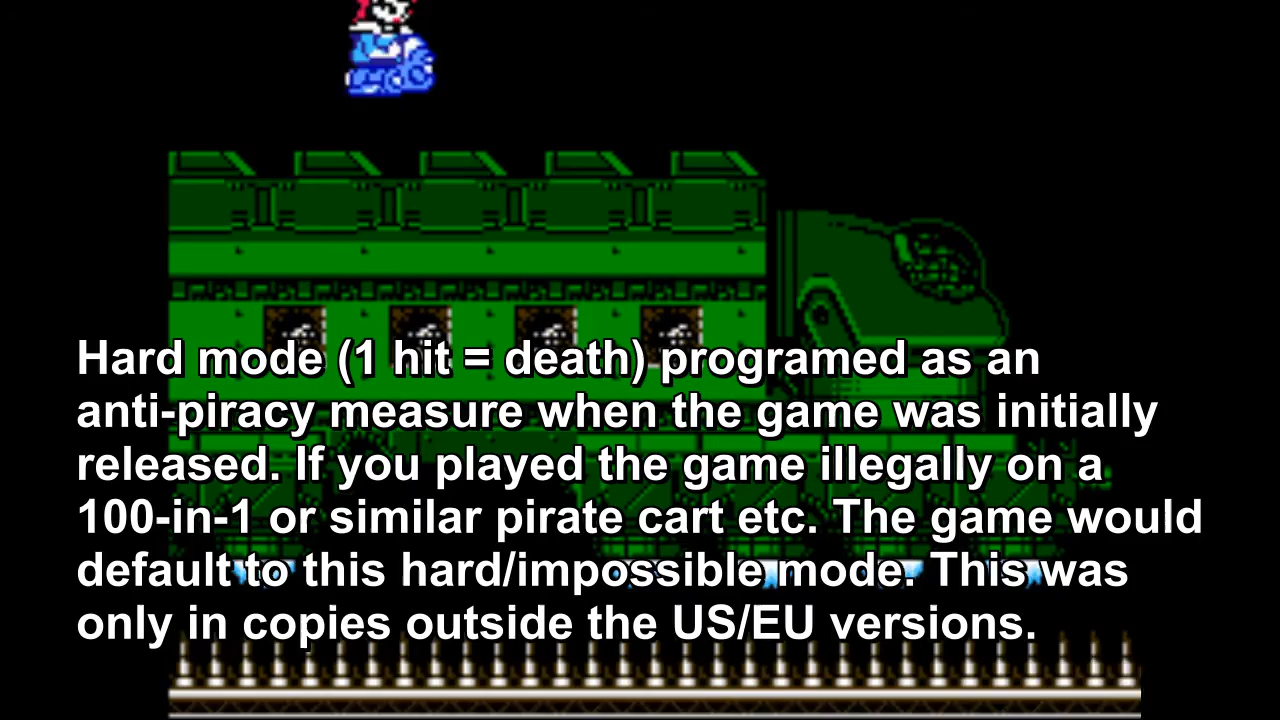 Hard mode (1 hit = death) programed as an
anti-piracy measure when the game was initially
released. If you played the game illegally on a
100-in-1 or similar pirate cart etc. The game would
default to this hard/impossible mode. This was
only in copies outside the US/EU versions.